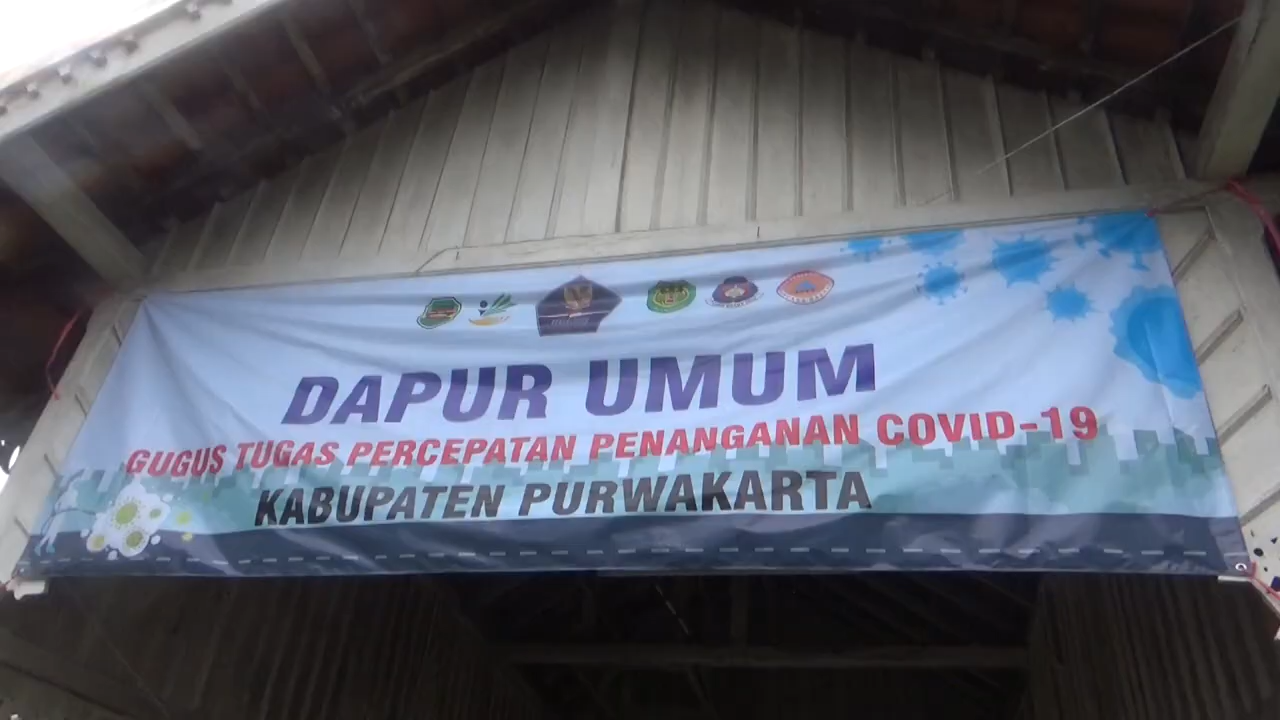 DAPUR UMUM
GUGUS TUGAS PERCEPATAN PENANGANAN COVID-19
KABUPATEN PURWAKARTA